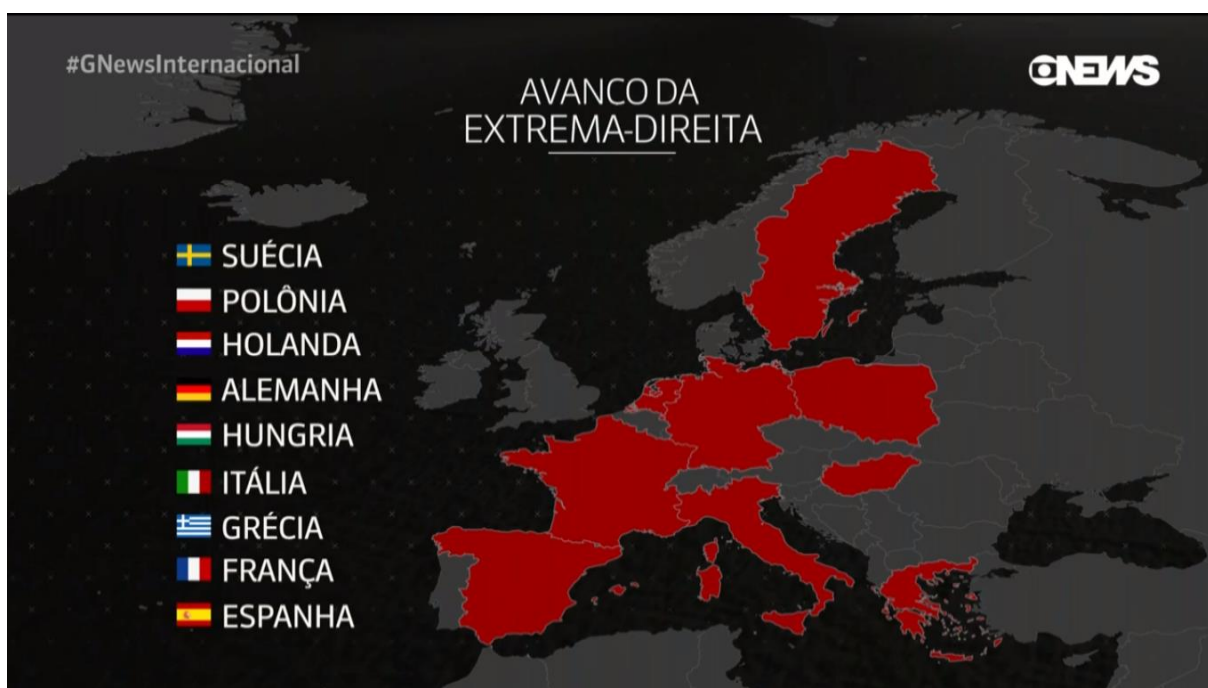 #GNewsInternacional
GNEWS
AVANCO DA
EXTREMA-DIREITA
SUÉCIA
POLÔNIA
HOLANDA
ALEMANHA
HUNGRIA
ITÁLIA
GRÉCIA
FRANÇA
ESPANHA